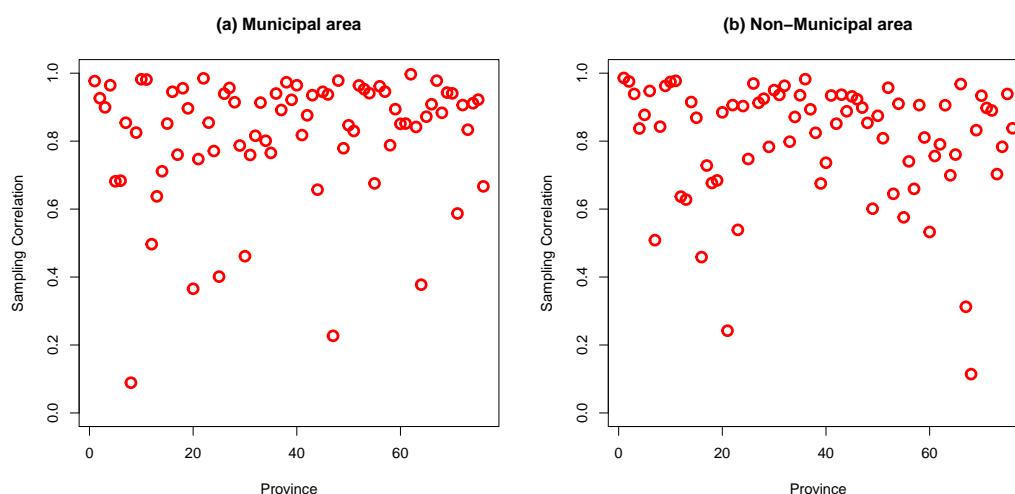 (a) Municipal area
Sampling Correlation
0.0 0.2 0.4 0.6 0.8 1.0
0 20 40 60
Province
(b) Non−Municipal area
Sampling Correlation
0.0 0.2 0.4 0.6 0.8 1.0
0 20 40 60
Province